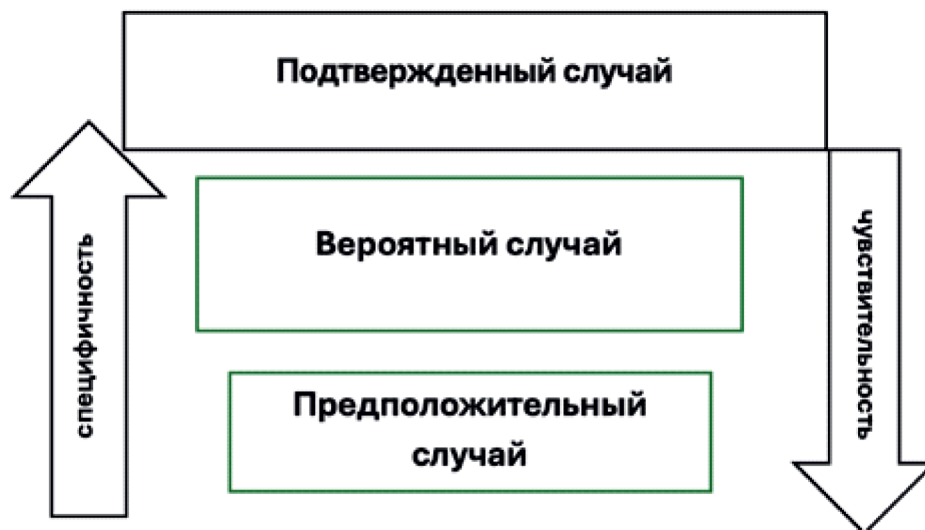 Подтвержденный случай
Вероятный случай
Предположительный
случай
специфичность
чувствительность